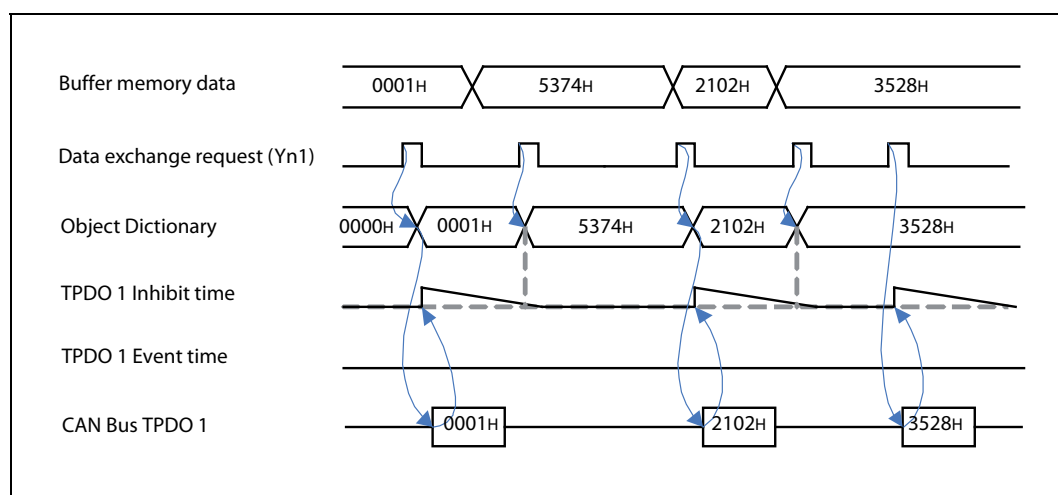 Buffer memory data 0001H 5374H 2102H 3528H
Data exchange request (Yn1)
Object Dictionary 0000H 0001H 5374H 2102H 3528H
TPDO 1 Inhibit time
TPDO 1 Event time
CAN Bus TPDO 1 0001H 2102H 3528H